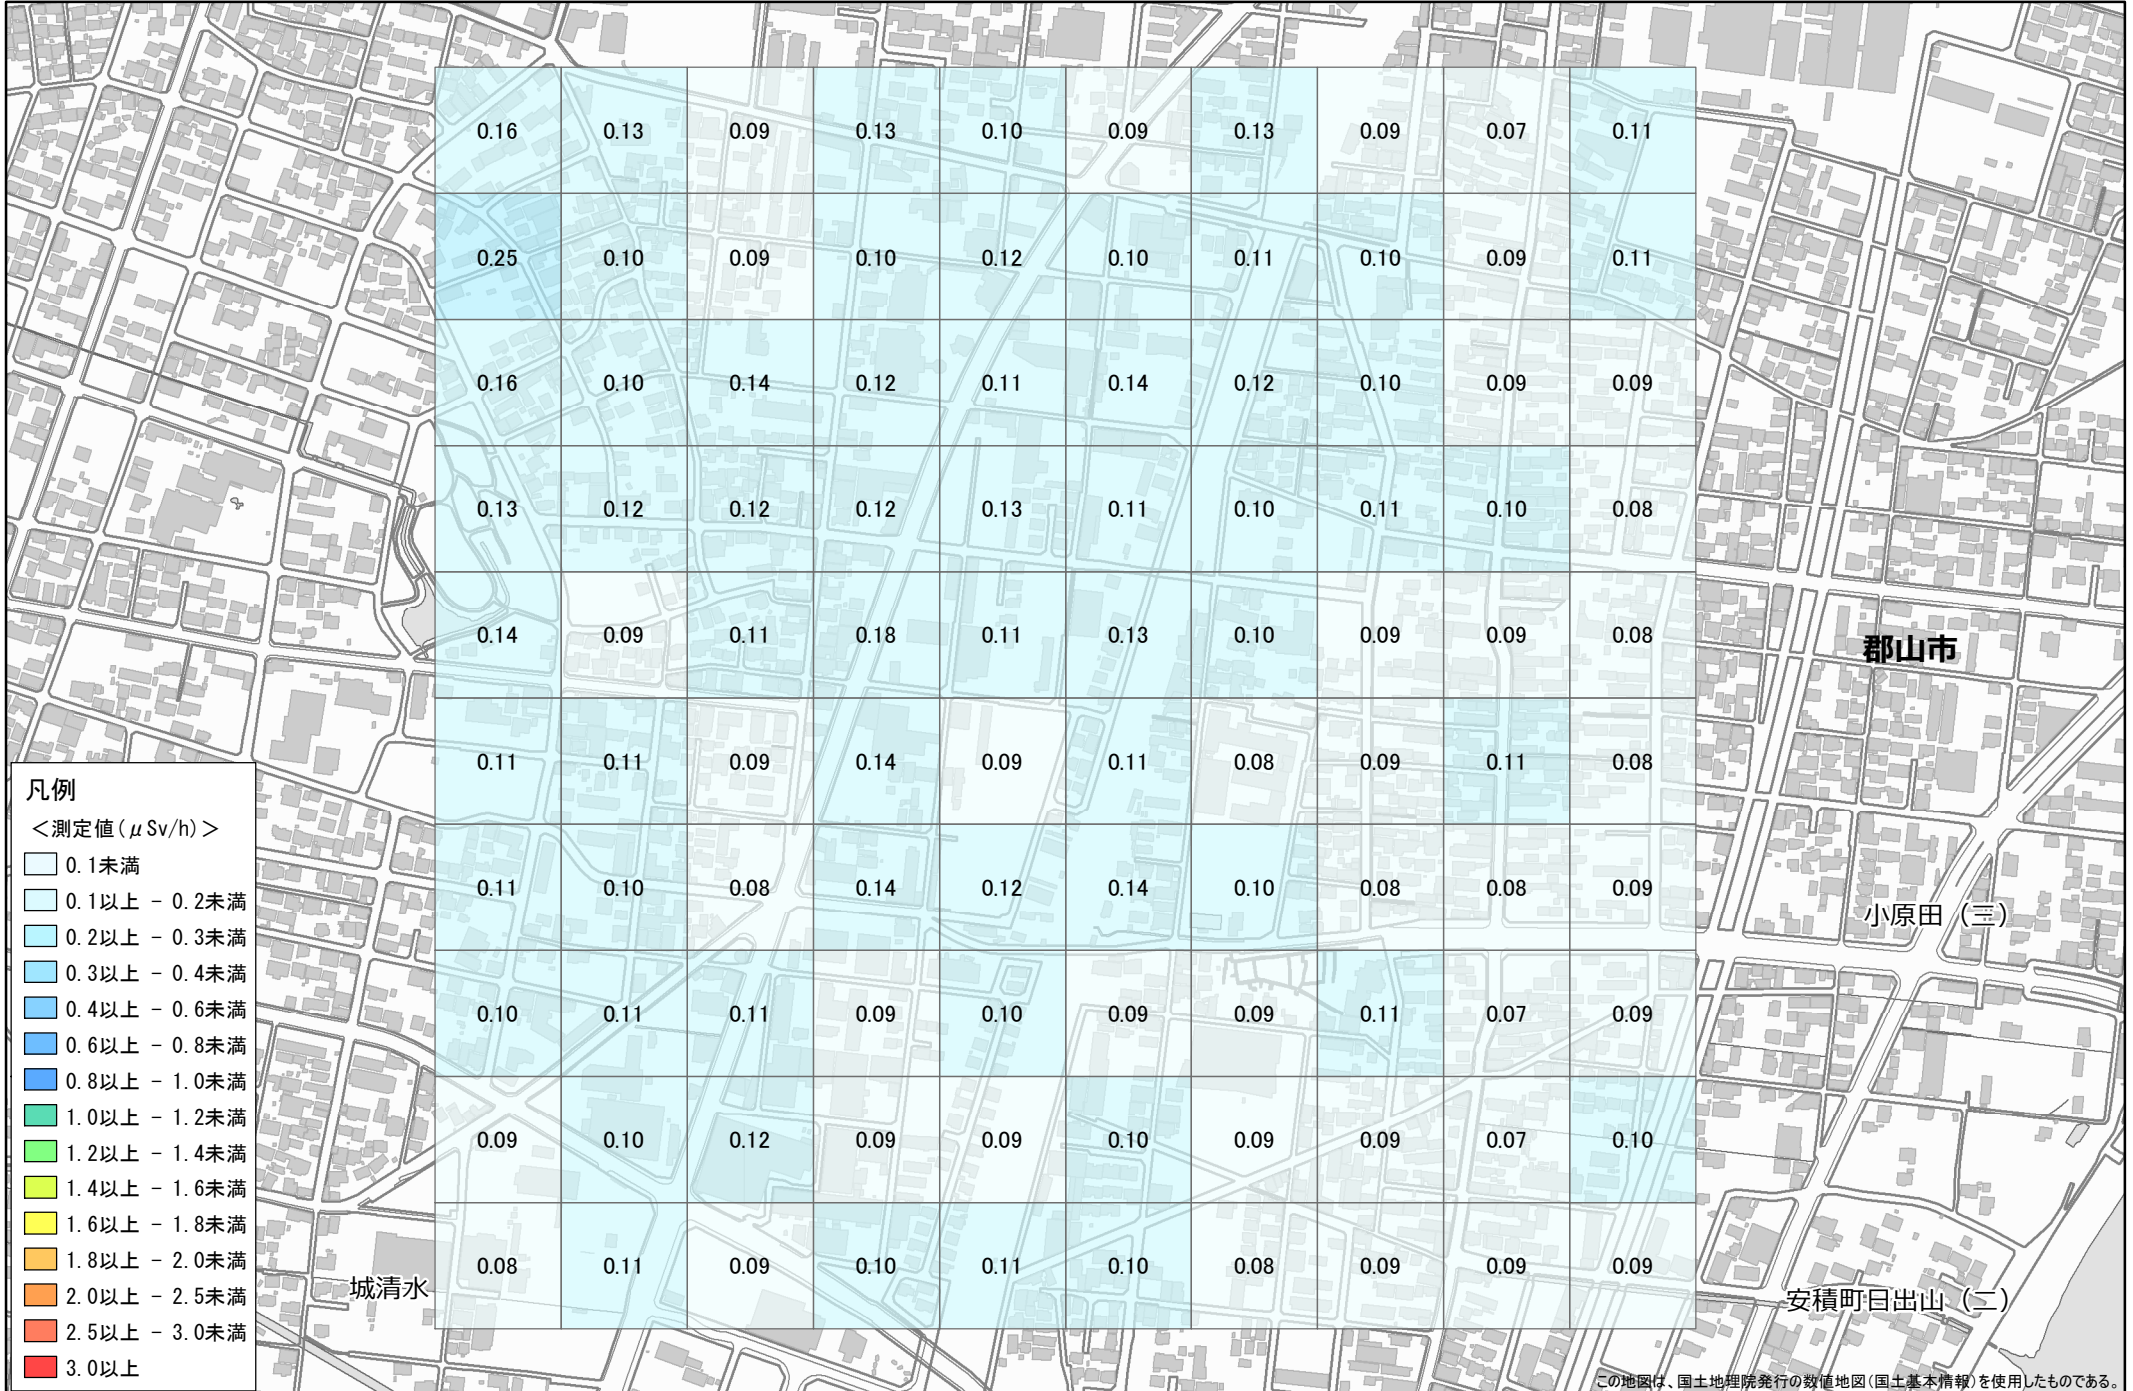 0.16 0.13 0.09 0.13 0.10 0.09 0.13 0.09 0.07 0.11
0.25 0.10 0.09 0.10 0.12 0.10 0.11 0.10 0.09 0.11
0.16 0.10 0.14 0.12 0.11 0.14 0.12 0.10 0.09 0.09
0.13 0.12 0.12 0.12 0.13 0.11 0.10 0.11 0.10 0.08
0.14 0.09 0.11 0.18 0.11 0.13 0.10 0.09 0.09 0.08
郡山市
0.11 0.11 0.09 0.14 0.09 0.11 0.08 0.09 0.11 0.08
0.11 0.10 0.08 0.14 0.12 0.14 0.10 0.08 0.08 0.09
小原田（三）
0.10 0.11 0.11 0.09 0.10 0.09 0.09 0.11 0.07 0.09
0.09 0.10 0.12 0.09 0.09 0.10 0.09 0.09 0.07 0.10
0.08 0.11 0.09 0.10 0.11 0.10 0.08 0.09 0.09 0.09
城清水
安積町日出山（二）
凡例
＜測定値(μSv/h)＞
0.1未満
0.1以上 - 0.2未満
0.2以上 - 0.3未満
0.3以上 - 0.4未満
0.4以上 - 0.6未満
0.6以上 - 0.8未満
0.8以上 - 1.0未満
1.0以上 - 1.2未満
1.2以上 - 1.4未満
1.4以上 - 1.6未満
1.6以上 - 1.8未満
1.8以上 - 2.0未満
2.0以上 - 2.5未満
2.5以上 - 3.0未満
3.0以上
この地図は、国土地理院発行の数値地図(国土基本情報)を使用したものである。